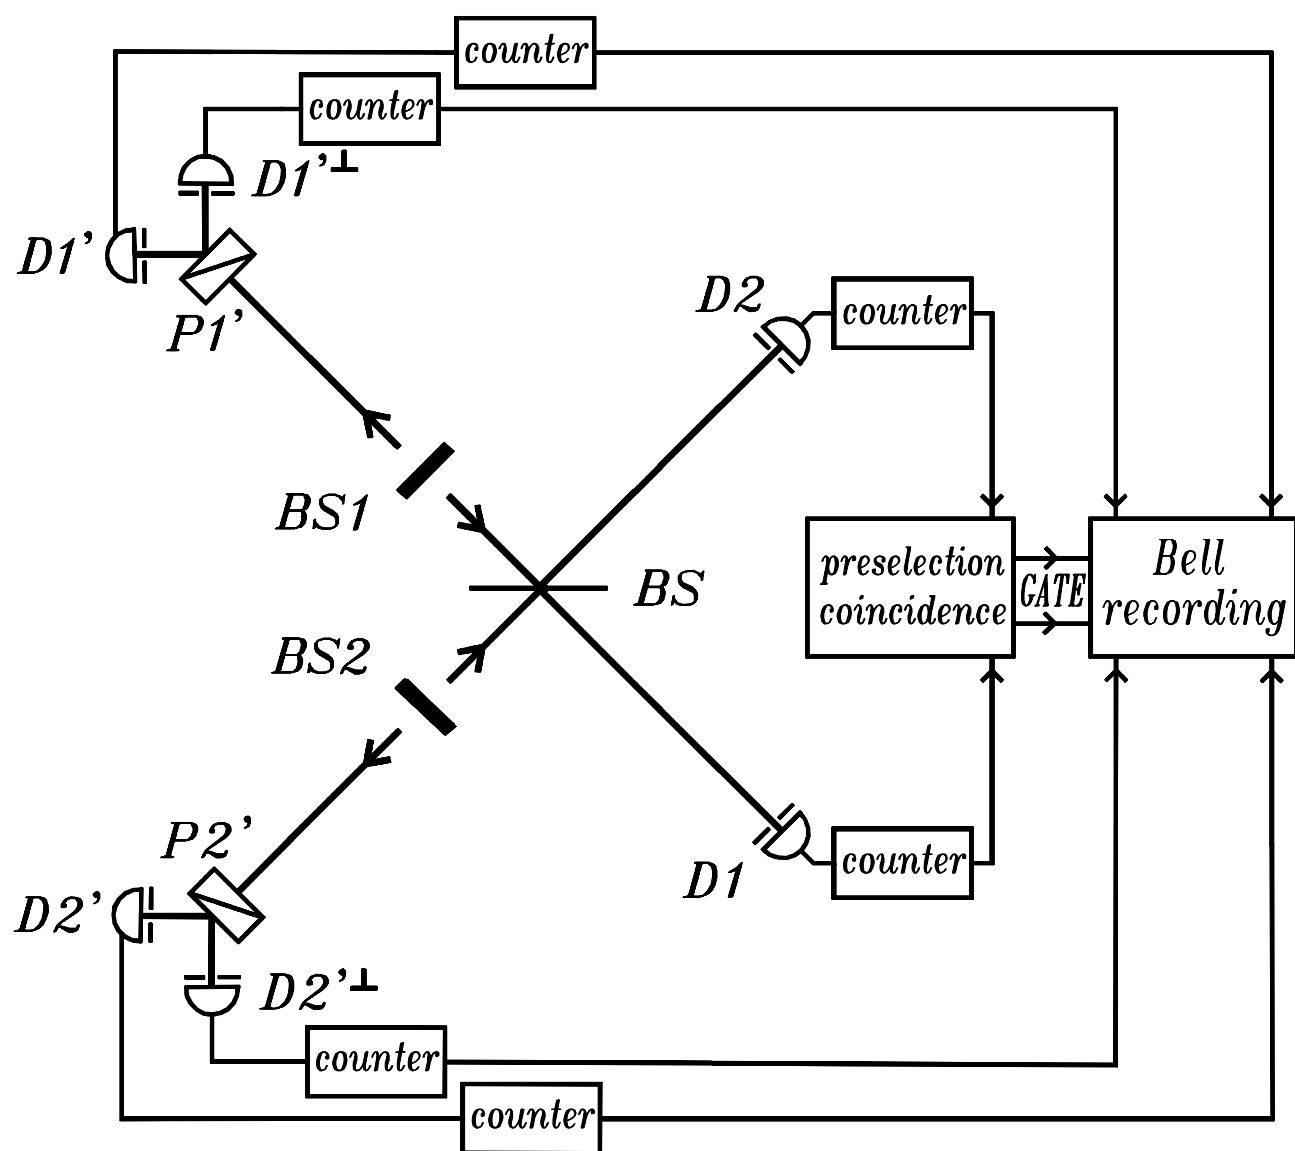 counter
counter
D1'⊥
D1'
P1'
D2
counter
BS1
preselection
coincidence
GATE
Bell
recording
BS
BS2
P2'
D1
counter
D2'
D2'⊥
counter
counter